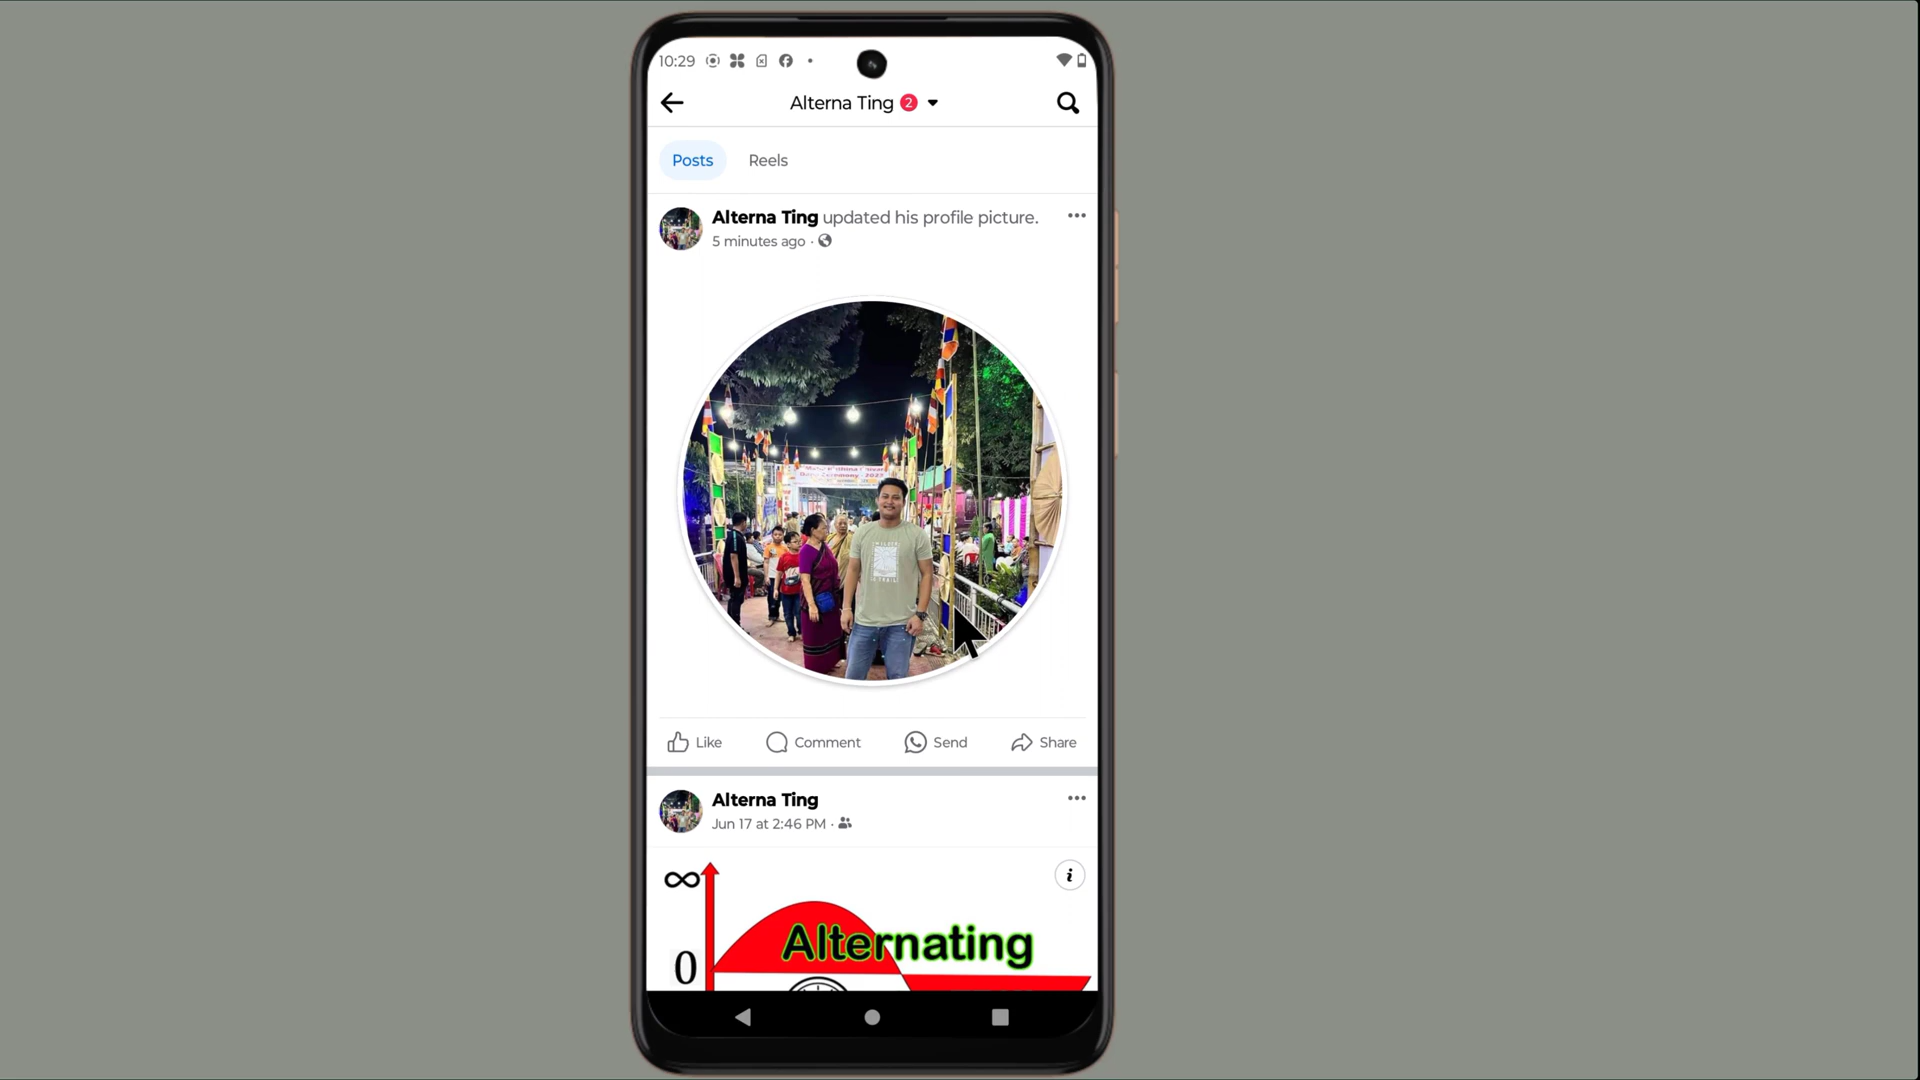 10:29
Alterna Ting 2
Posts Reels
Alterna Ting updated his profile picture.
5 minutes ago ·
Like Comment Send Share
Alterna Ting
Jun 17 at 2:46 PM ·
∞
Alternating
0